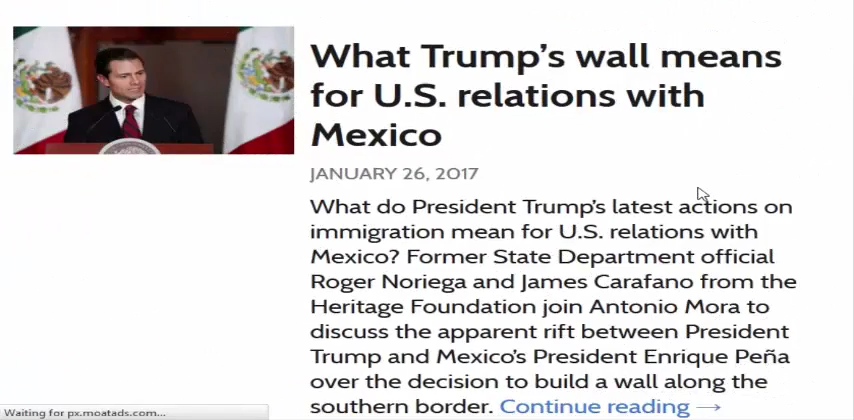 What Trump's wall means
for U.S. relations with
Mexico
JANUARY 26, 2017
What do President Trump's latest actions on
immigration mean for U.S. relations with
Mexico? Former State Department official
Roger Noriega and James Carafano from the
Heritage Foundation join Antonio Mora to
discuss the apparent rift between President
Trump and Mexico's President Enrique Peña
over the decision to build a wall along the
southern border. Continue reading →
Waiting for px.moatads.com...